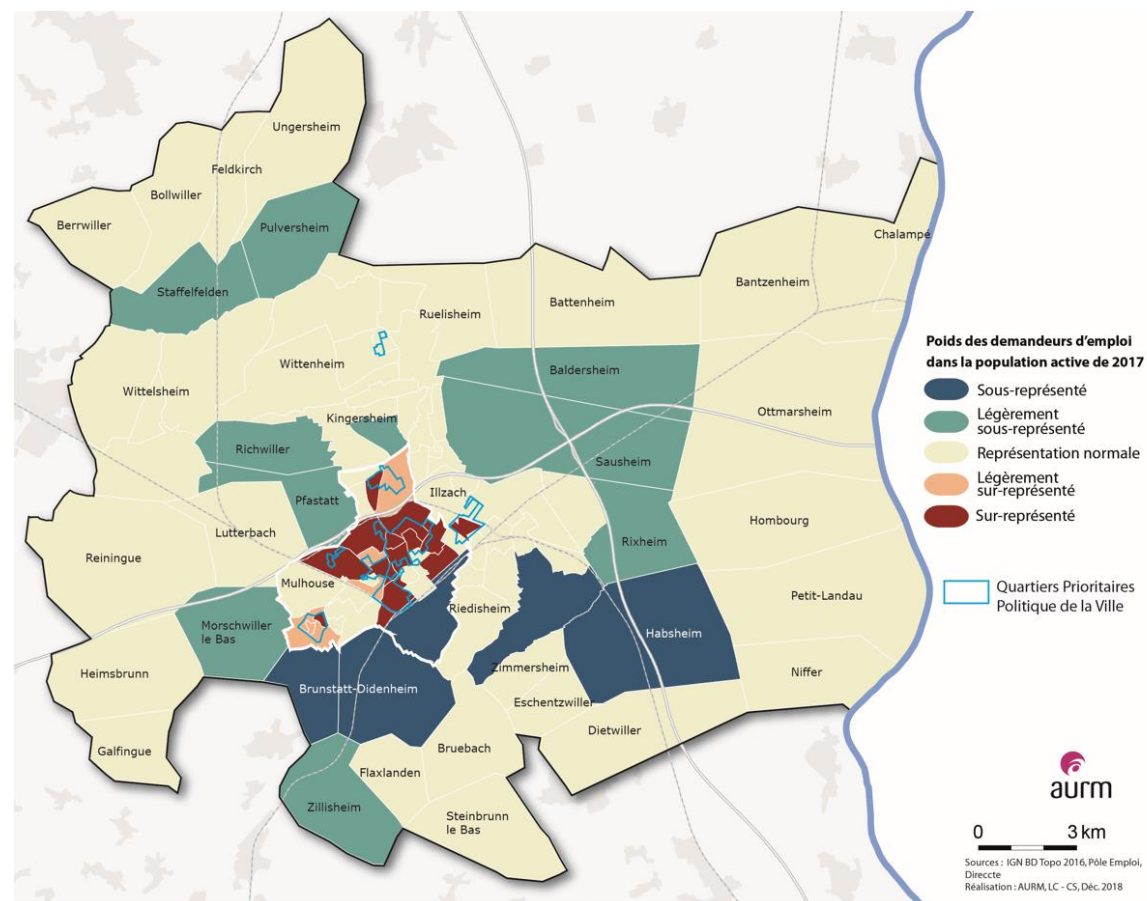 Ungersheim
Feldkirch
Bollwiller
Berrwiller
Pulversheim
Chalampé
Staffelfelden
Bantzenheim
Battenheim
Ruelisheim
Wittenheim
Baldersheim
Wittelsheim
Ottmarsheim
Kingersheim
Richwiller
Sausheim
Illzach
Pfastatt
Hombourg
Lutterbach
Rixheim
Reiningue
Mulhouse
Petit-Landau
Riedisheim
Morschwiller
le Bas
Habsheim
Zimmersheim
Niffer
Heimsbrunn
Brunstatt-Didenheim
Eschentzwiller
Dietwiller
Bruebach
Galfingue
Flaxlanden
Zillisheim
Steinbrunn
le Bas
Poids des demandeurs d'emploi
dans la population active de 2017
Sous-représenté
Légèrement
sous-représenté
Représentation normale
Légèrement
sur-représenté
Sur-représenté
Quartiers Prioritaires
Politique de la Ville
aurm
0 3 km
Sources : IGN BD Topo 2016, Pôle Emploi,
Direccte
Réalisation : AURM, LC - CS, Déc. 2018